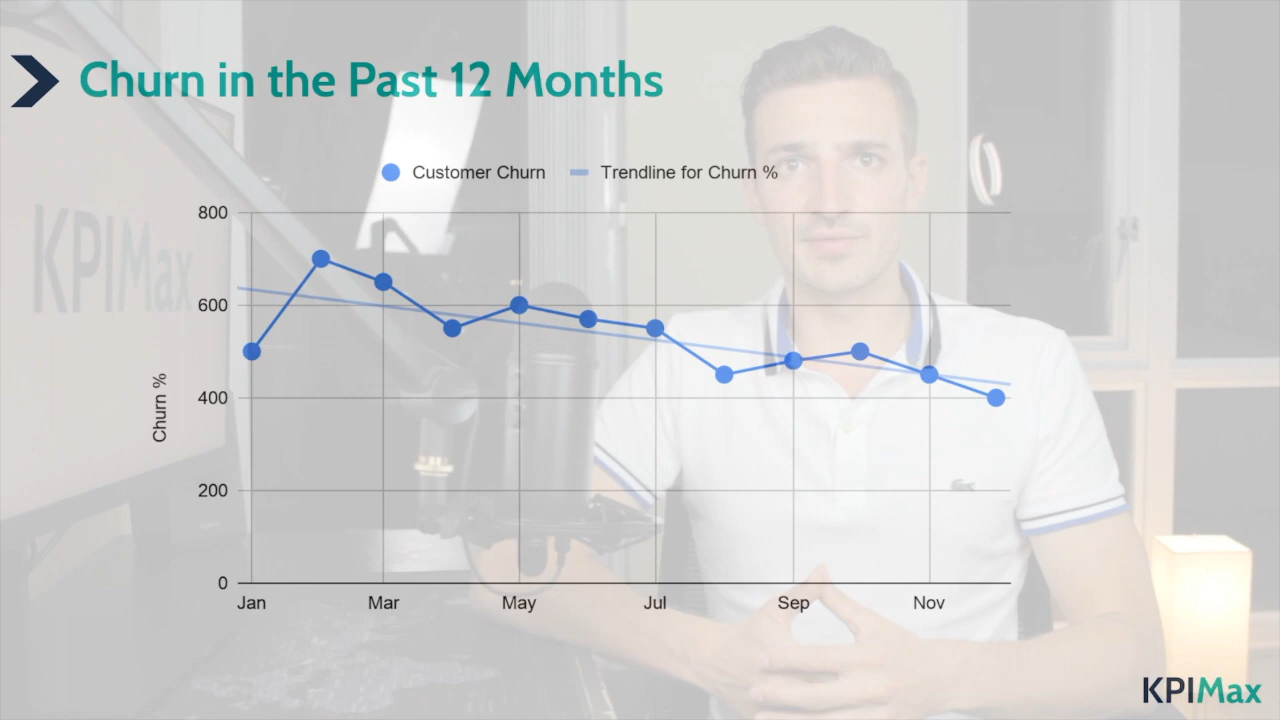 Churn in the Past 12 Months
Customer Churn
Trendline for Churn %
800
600
400
200
0
Churn %
Jan
Mar
May
Jul
Sep
Nov
KPIMax
KPIMax